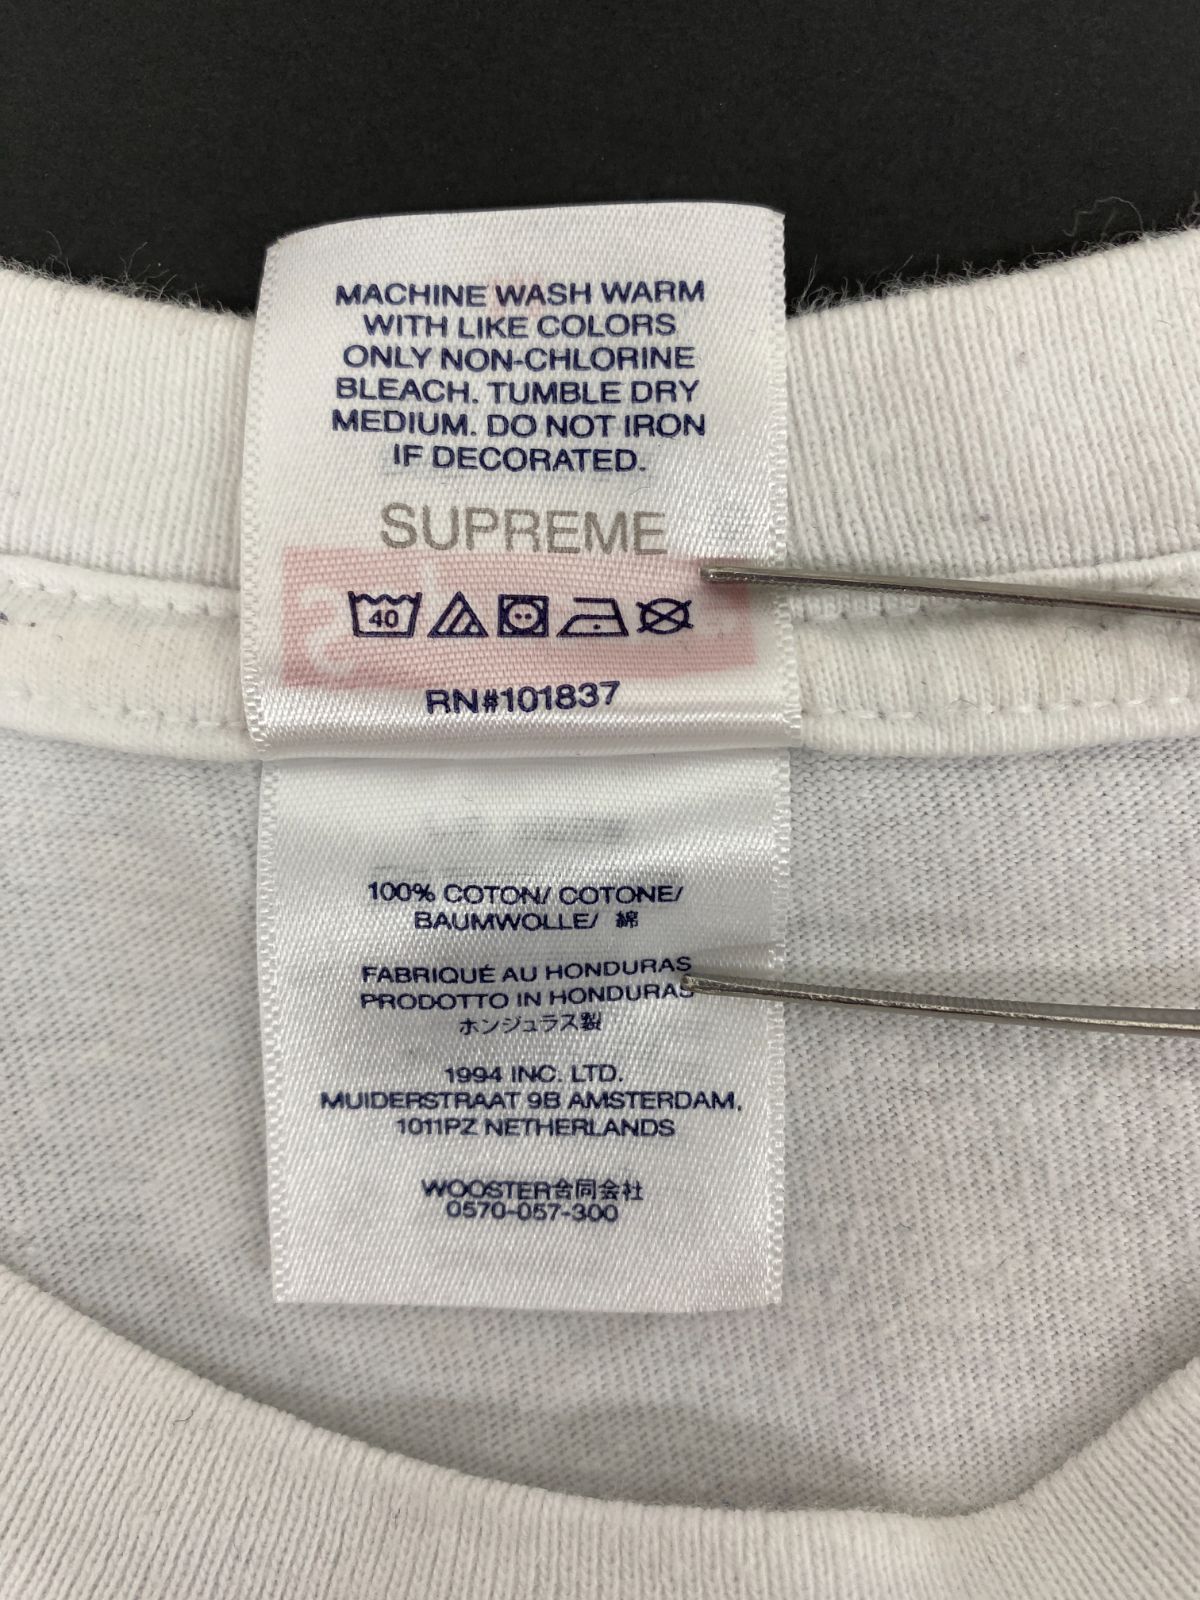 MACHINE WASH WARM
WITH LIKE COLORS
ONLY NON-CHLORINE
BLEACH. TUMBLE DRY
MEDIUM. DO NOT IRON
IF DECORATED.
SUPREME
40
RN#101837
100% COTON/ COTONE/
BAUMWOLLE/ 綿
FABRIQUÉ AU HONDURAS
PRODOTTO IN HONDURAS
ホンジュラス製
1994 INC. LTD.
MUIDERSTRAAT 9B AMSTERDAM,
1011PZ NETHERLANDS
WOOSTER合同会社
0570-057-300